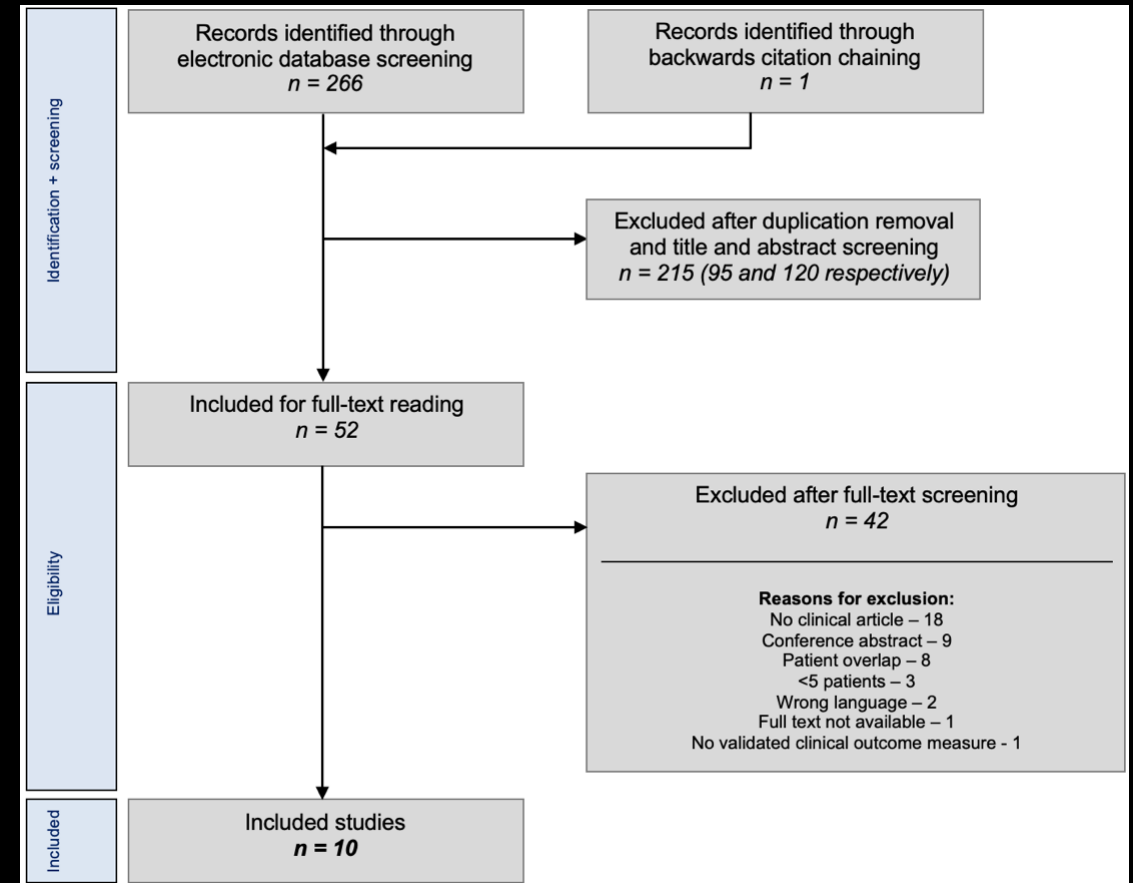 Identification + screening
Records identified through
electronic database screening
n = 266
Records identified through
backwards citation chaining
n = 1
Excluded after duplication removal
and title and abstract screening
n = 215 (95 and 120 respectively)
Eligibility
Included for full-text reading
n = 52
Excluded after full-text screening
n = 42
Reasons for exclusion:
No clinical article – 18
Conference abstract – 9
Patient overlap – 8
<5 patients – 3
Wrong language – 2
Full text not available – 1
No validated clinical outcome measure - 1
Included
Included studies
n = 10